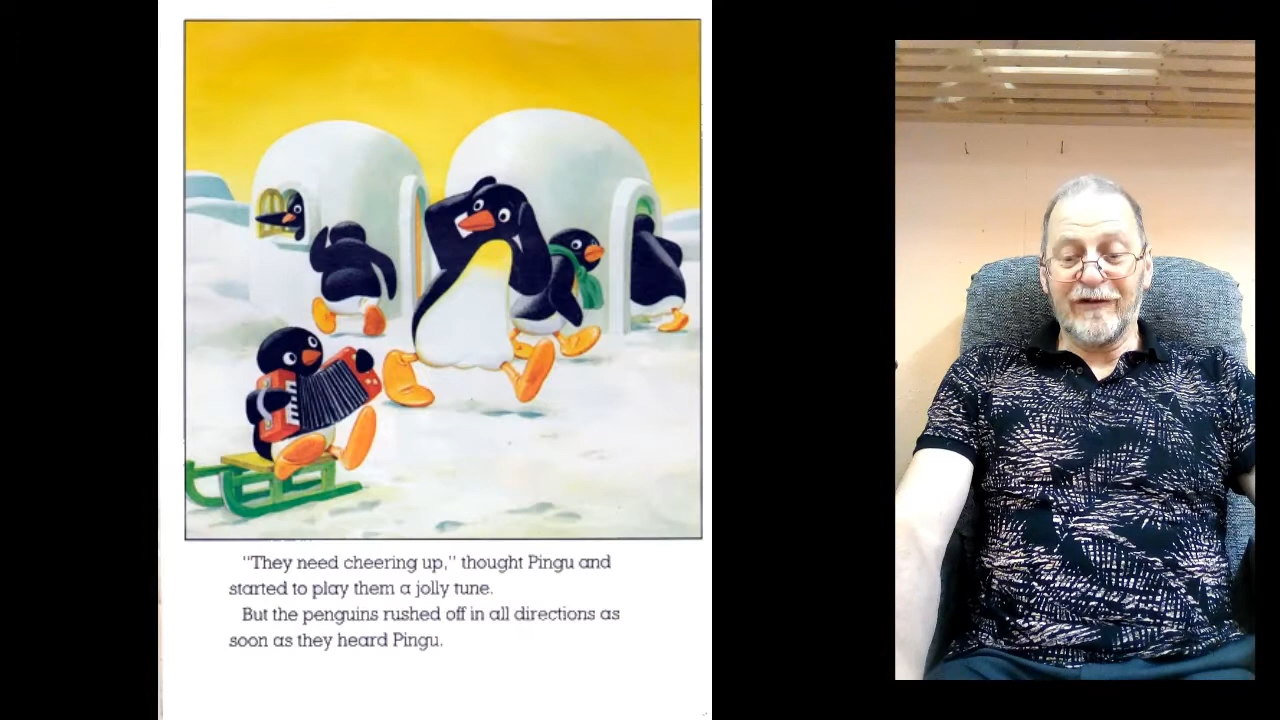 "They need cheering up," thought Pingu and
started to play them a jolly tune.
But the penguins rushed off in all directions as
soon as they heard Pingu.